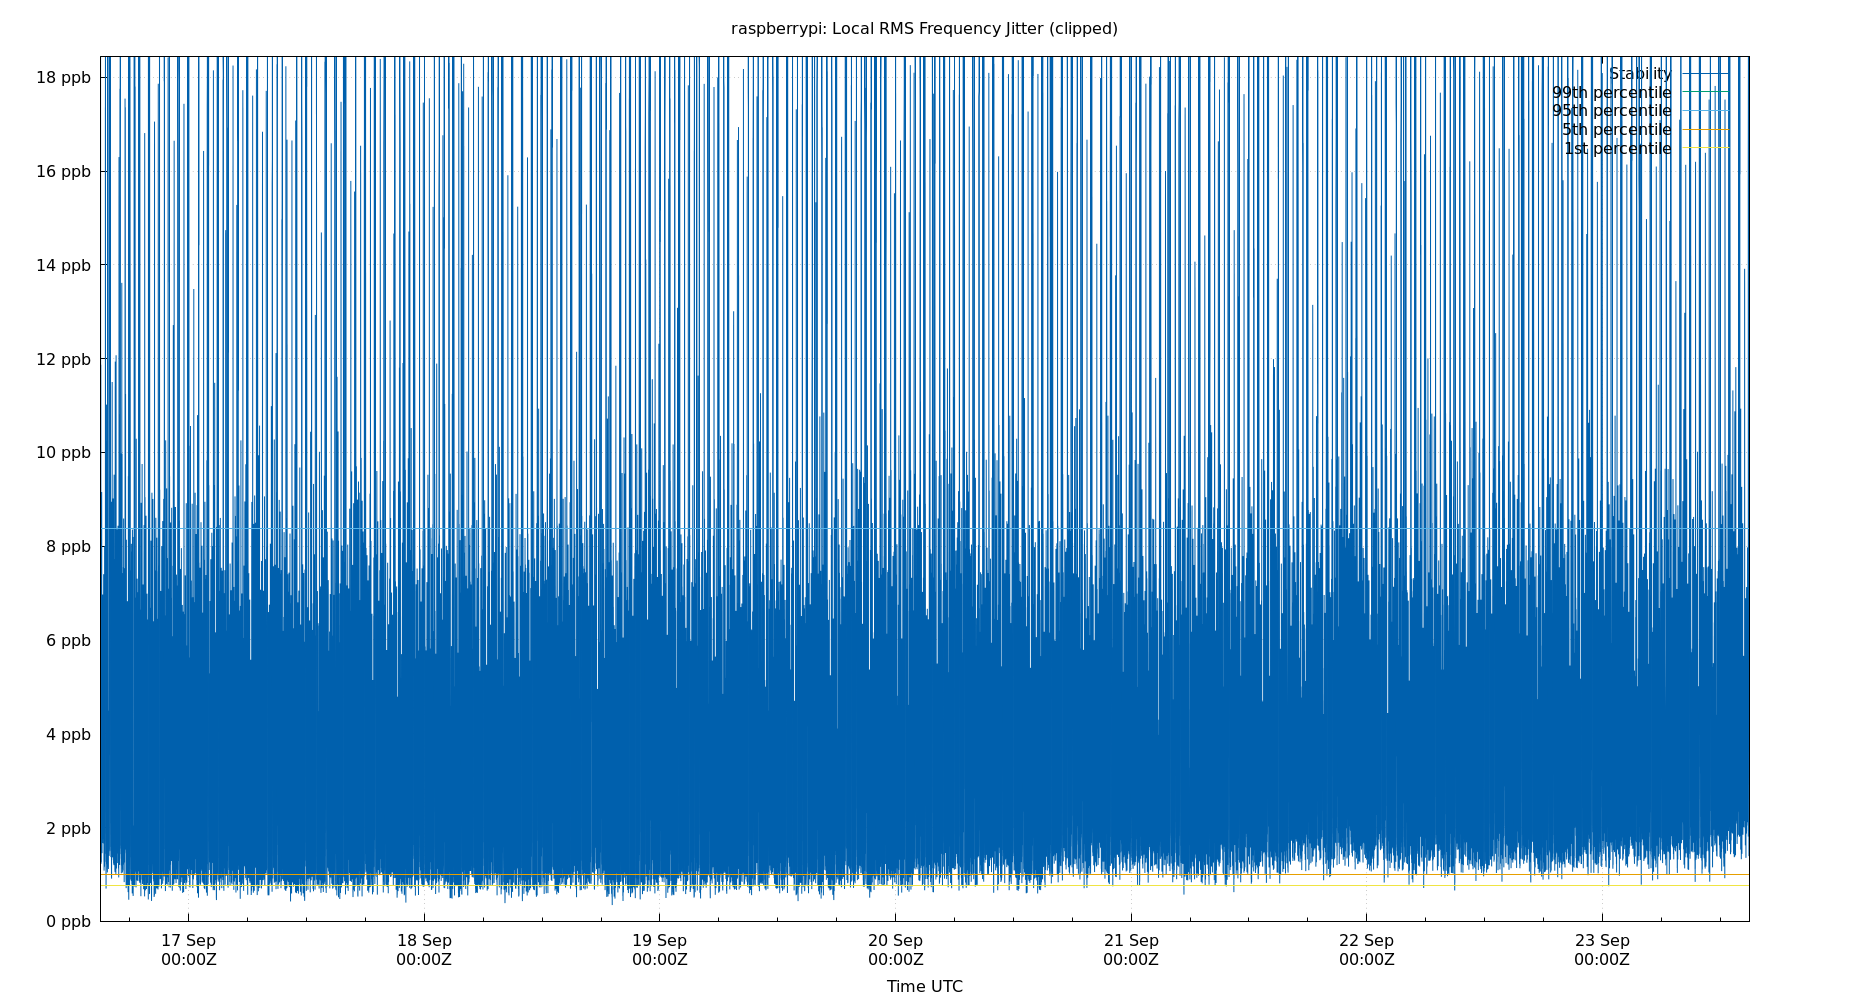 raspberrypi: Local RMS Frequency Jitter (clipped)
18 ppb
16 ppb
14 ppb
12 ppb
10 ppb
8 ppb
6 ppb
4 ppb
2 ppb
0 ppb
Stability
99th percentile
95th percentile
5th percentile
1st percentile
17 Sep 18 Sep 19 Sep 20 Sep 21 Sep 22 Sep 23 Sep
00:00Z 00:00Z 00:00Z 00:00Z 00:00Z 00:00Z 00:00Z
Time UTC